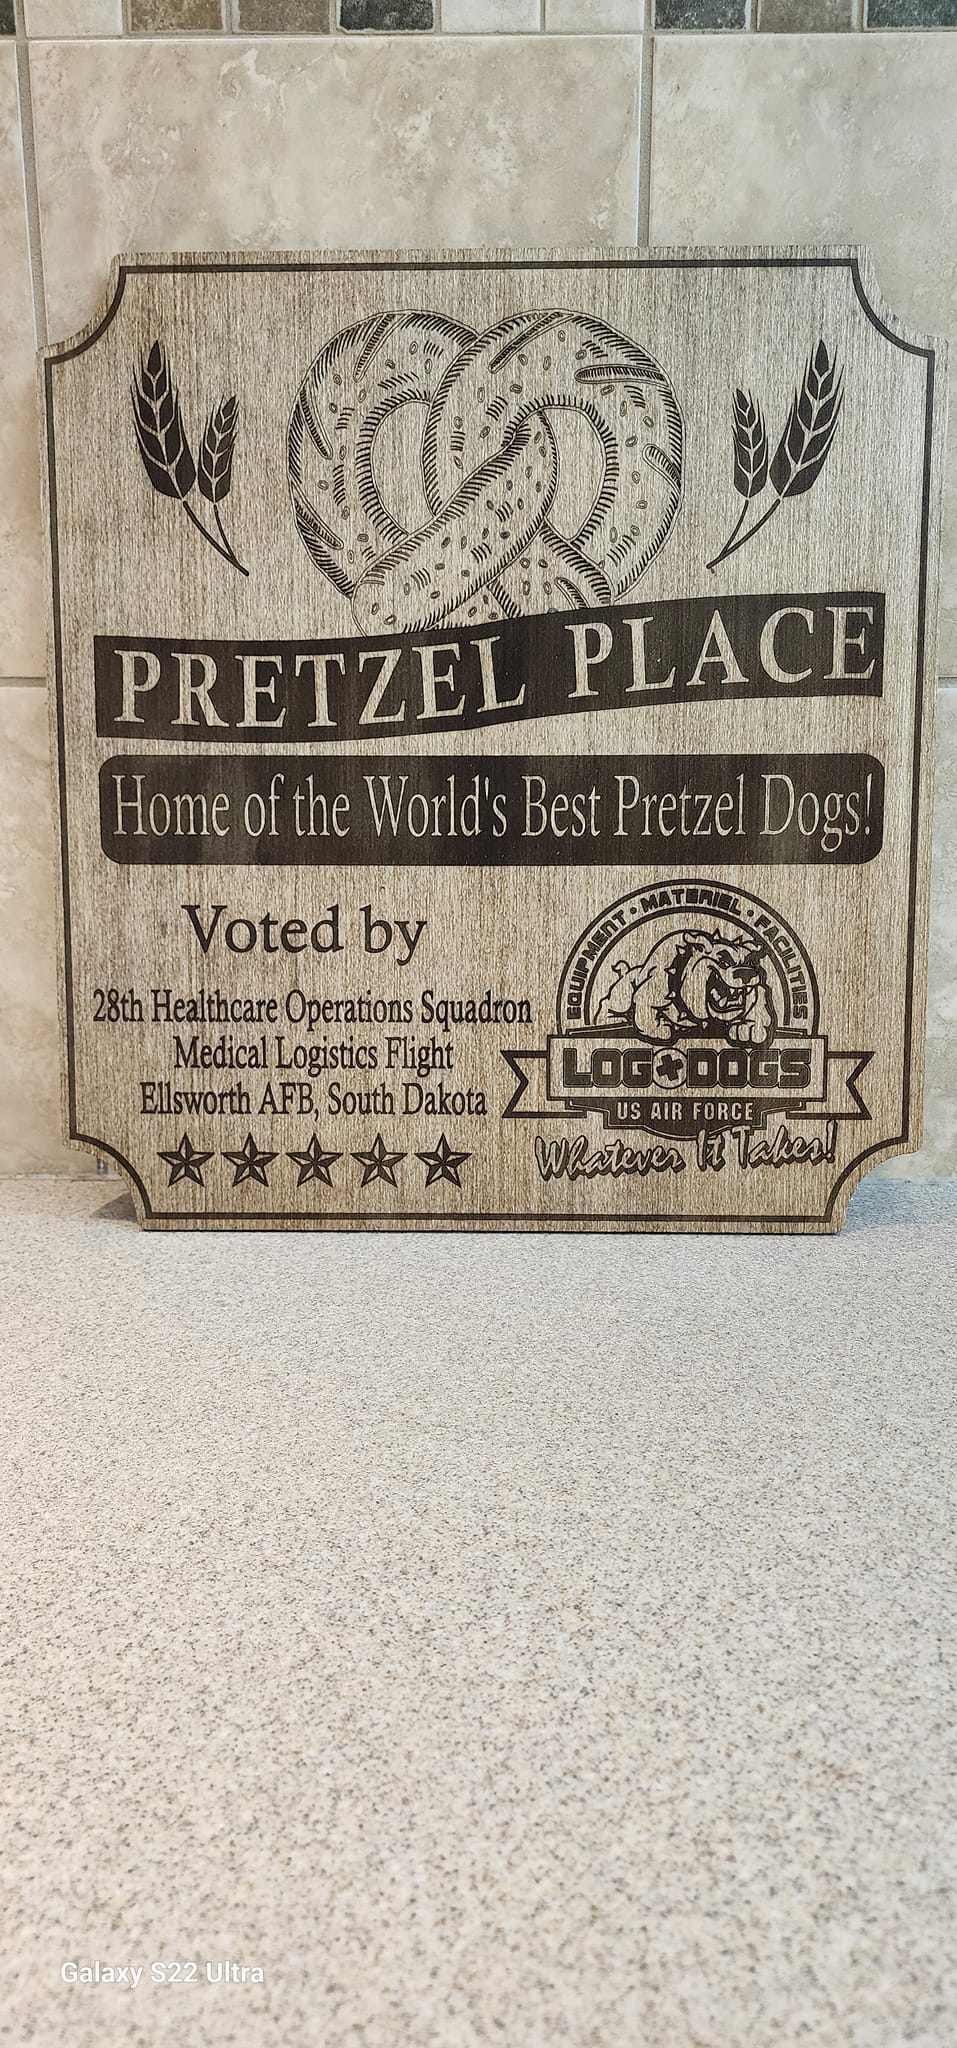 PRETZEL PLACE
Home of the World's Best Pretzel Dogs!
Voted by
28th Healthcare Operations Squadron
Medical Logistics Flight
Ellsworth AFB, South Dakota
EQUIPMENT • MATERIEL • FACILITIES
LOG DOGS
US AIR FORCE
Whatever It Takes!
Galaxy S22 Ultra